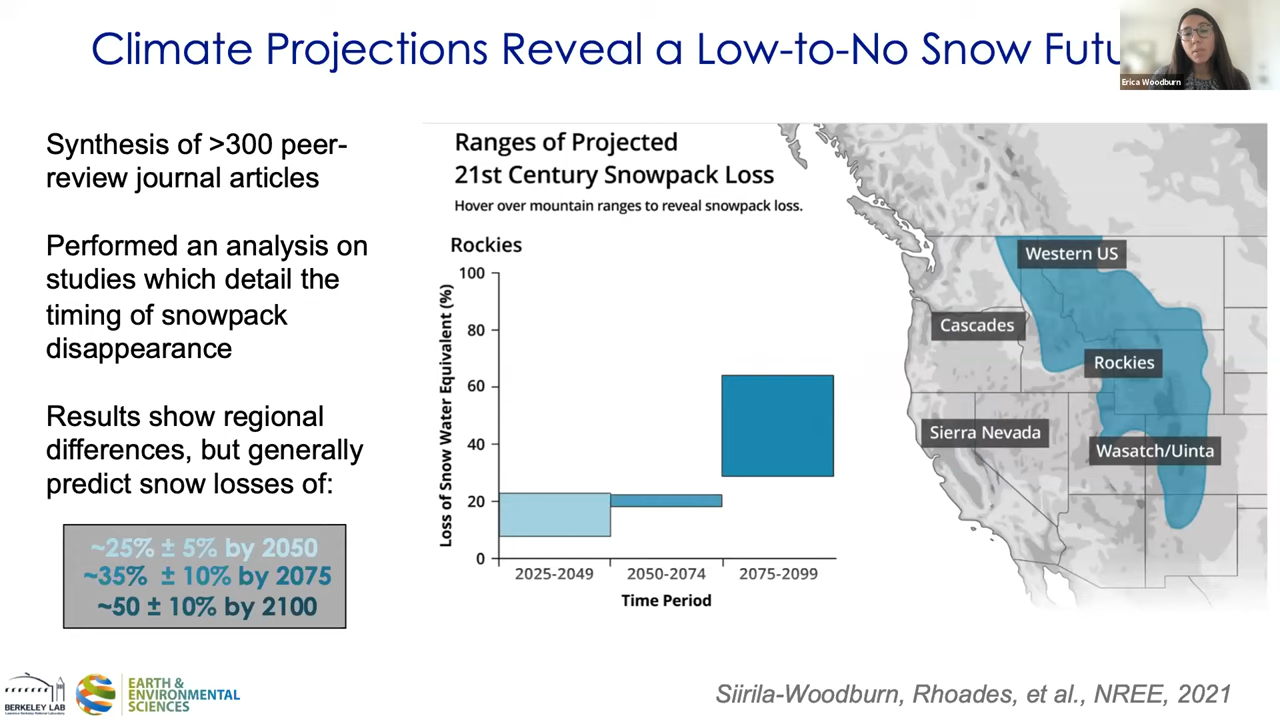 Climate Projections Reveal a Low-to-No Snow Futu
Erica Woodburn
Synthesis of >300 peer-
review journal articles
Performed an analysis on
studies which detail the
timing of snowpack
disappearance
Results show regional
differences, but generally
predict snow losses of:
~25% ± 5% by 2050
~35% ± 10% by 2075
~50 ± 10% by 2100
Ranges of Projected
21st Century Snowpack Loss
Hover over mountain ranges to reveal snowpack loss.
Rockies
Loss of Snow Water Equivalent (%)
100
80
60
40
20
0
2025-2049
2050-2074
2075-2099
Time Period
Western US
Cascades
Rockies
Sierra Nevada
Wasatch/Uinta
BERKELEY LAB
EARTH &
ENVIRONMENTAL
SCIENCES
Siirila-Woodburn, Rhoades, et al., NREE, 2021